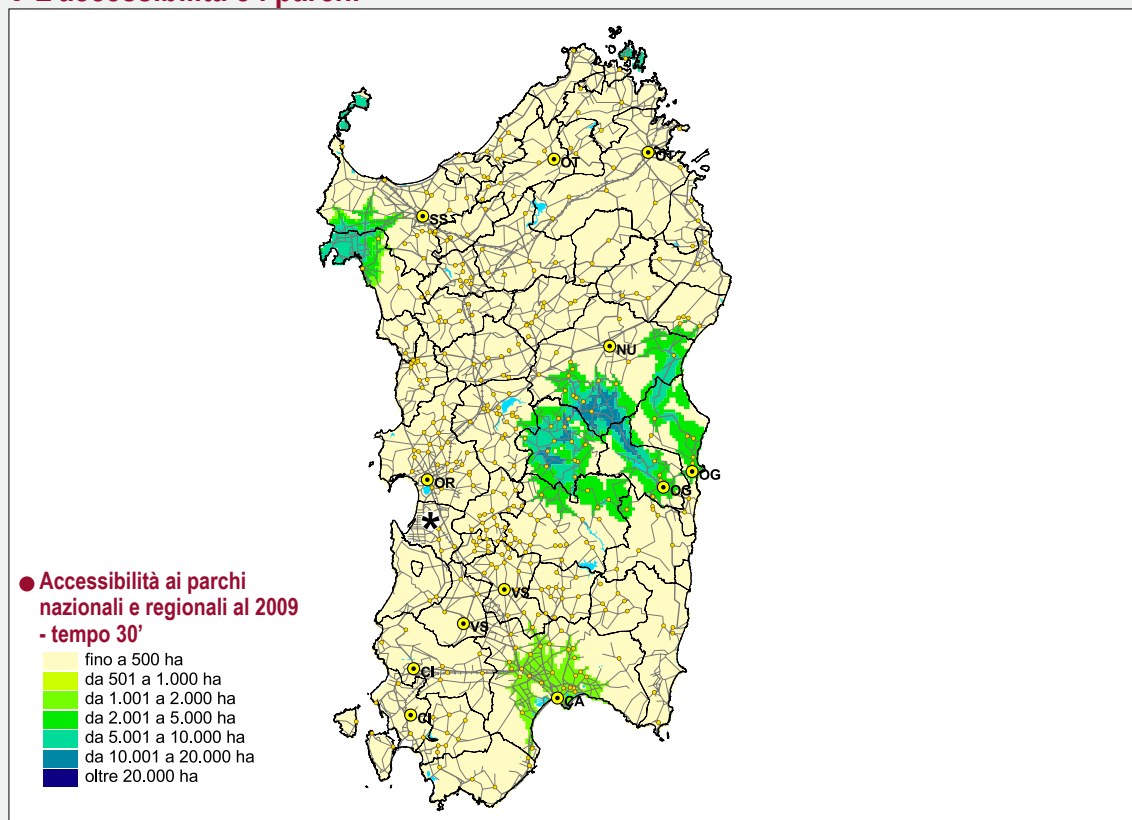 OT
OT
SS
NU
OG
OG
OR
*
VS
VS
CI
CI
CA
Accessibilità ai parchi
nazionali e regionali al 2009
- tempo 30’
fino a 500 ha
da 501 a 1.000 ha
da 1.001 a 2.000 ha
da 2.001 a 5.000 ha
da 5.001 a 10.000 ha
da 10.001 a 20.000 ha
oltre 20.000 ha